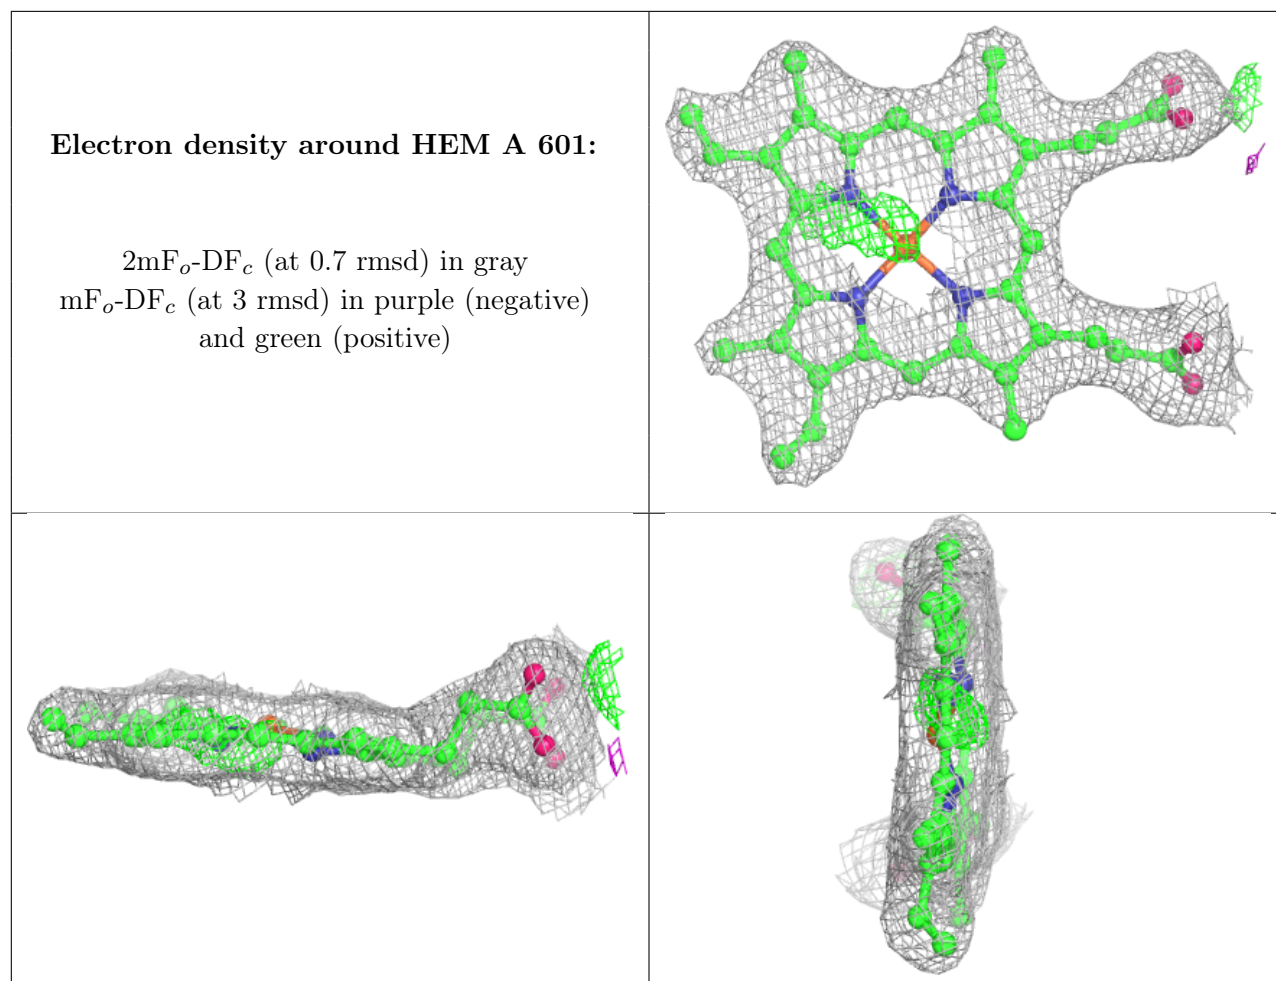 Electron density around HEM A 601:
2mFₒ-DF𝒸 (at 0.7 rmsd) in gray
mFₒ-DF𝒸 (at 3 rmsd) in purple (negative)
and green (positive)